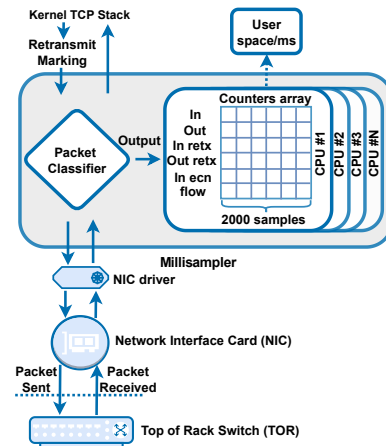 Kernel TCP Stack
Retransmit
Marking
User
space/ms
Packet
Classifier
Output
Counters array
In
Out
In retx
Out retx
In ecn
flow
2000 samples
CPU #1
CPU #2
CPU #3
CPU #N
Millisampler
NIC driver
Network Interface Card (NIC)
Packet
Sent
Packet
Received
Top of Rack Switch (TOR)